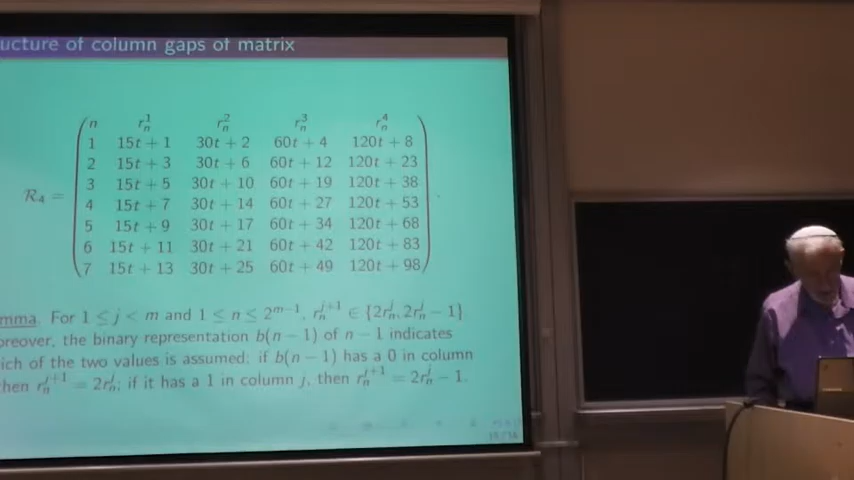 ucture of column gaps of matrix
n r_n^1 r_n^2 r_n^3 r_n^4
1 15t + 1 30t + 2 60t + 4 120t + 8
2 15t + 3 30t + 6 60t + 12 120t + 23
R_4 = 3 15t + 5 30t + 10 60t + 19 120t + 38
4 15t + 7 30t + 14 60t + 27 120t + 53
5 15t + 9 30t + 17 60t + 34 120t + 68
6 15t + 11 30t + 21 60t + 42 120t + 83
7 15t + 13 30t + 25 60t + 49 120t + 98
mma. For 1 ≤ j < m and 1 ≤ n ≤ 2^{m-1}, r_n^{j+1} ∈ {2r_n^j, 2r_n^j − 1}
reover, the binary representation b(n − 1) of n − 1 indicates
ich of the two values is assumed: if b(n − 1) has a 0 in column
then r_n^{j+1} = 2r_n^j; if it has a 1 in column j, then r_n^{j+1} = 2r_n^j − 1.